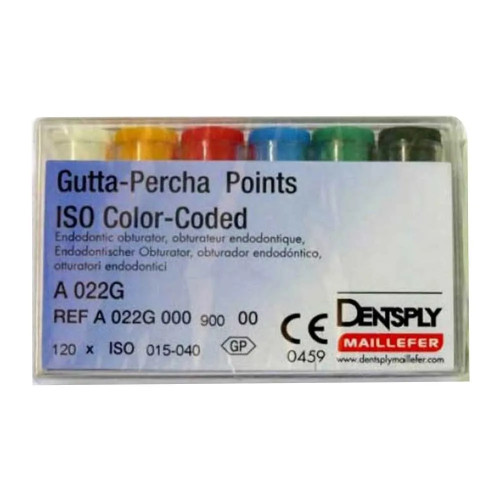 Gutta-Percha Points
ISO Color-Coded
Endodontic obturator, obturateur endodontique,
Endodontischer Obturator, obturador endodóntico,
otturatori endodontici
A 022G
REF A 022G 000 900 00
120 x ISO 015-040
GP
CE
0459
DENTSPLY
MAILLEFER
www.dentsplymaillefer.com